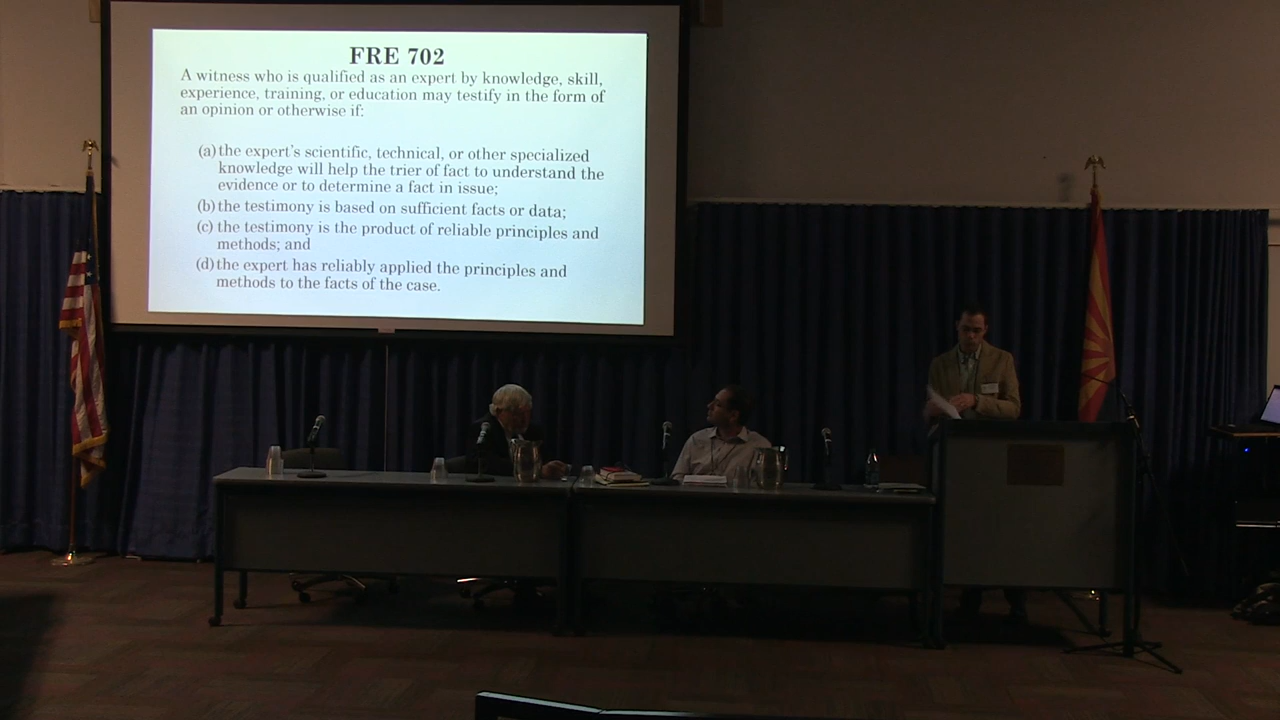 FRE 702
A witness who is qualified as an expert by knowledge, skill,
experience, training, or education may testify in the form of
an opinion or otherwise if:
(a) the expert's scientific, technical, or other specialized
knowledge will help the trier of fact to understand the
evidence or to determine a fact in issue;
(b) the testimony is based on sufficient facts or data;
(c) the testimony is the product of reliable principles and
methods; and
(d) the expert has reliably applied the principles and
methods to the facts of the case.